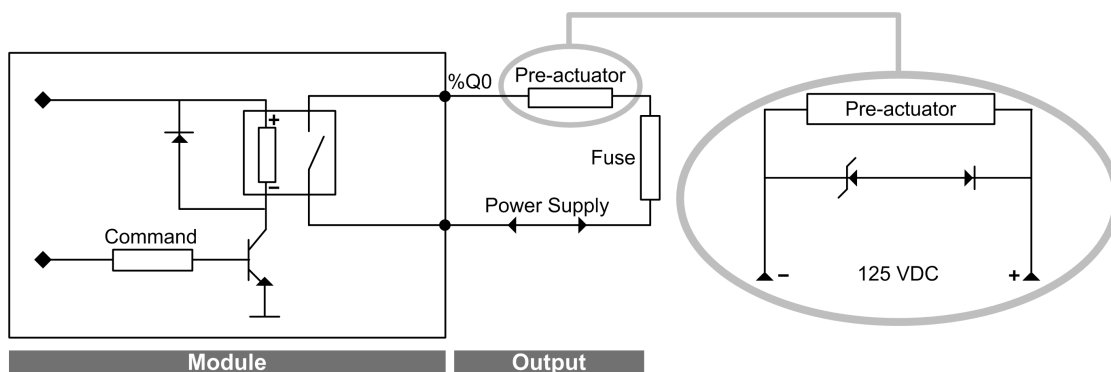 %Q0
Pre-actuator
Pre-actuator
+
Fuse
−
Power Supply
Command
− 125 VDC +
Module
Output